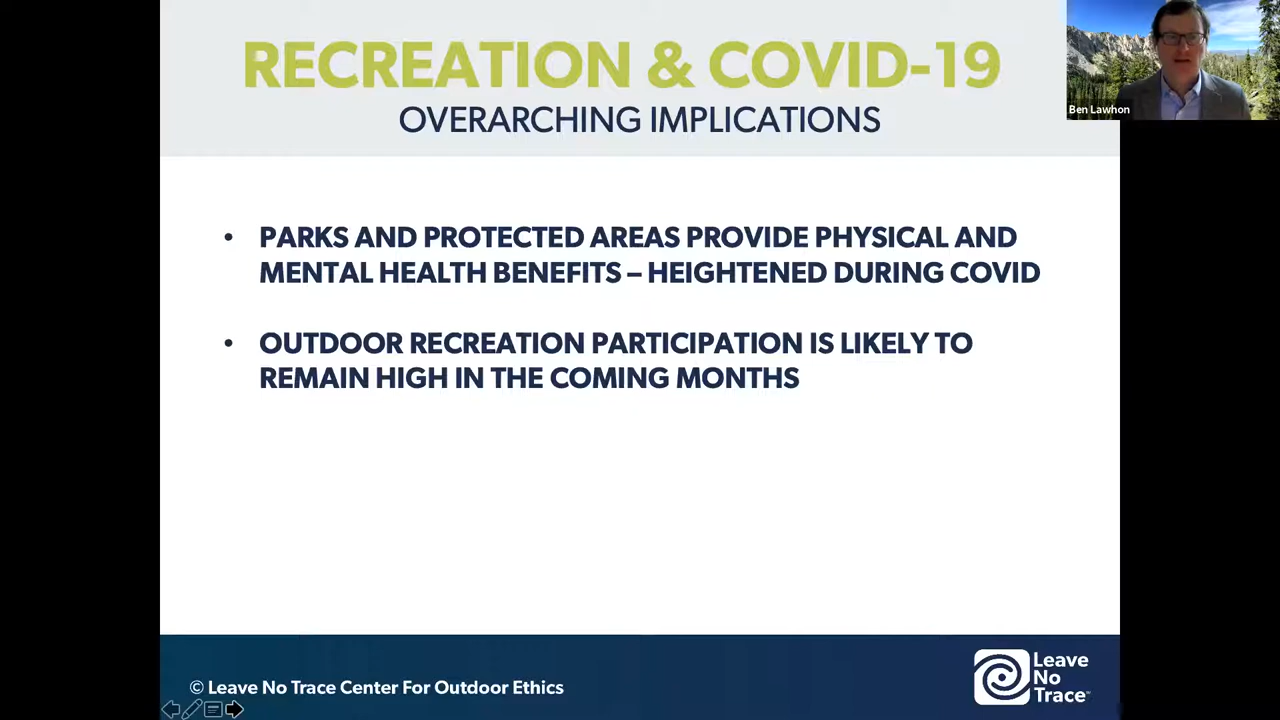 RECREATION & COVID-19
OVERARCHING IMPLICATIONS
Ben Lawhon
• PARKS AND PROTECTED AREAS PROVIDE PHYSICAL AND
MENTAL HEALTH BENEFITS – HEIGHTENED DURING COVID
• OUTDOOR RECREATION PARTICIPATION IS LIKELY TO
REMAIN HIGH IN THE COMING MONTHS
© Leave No Trace Center For Outdoor Ethics
Leave
No
Trace™